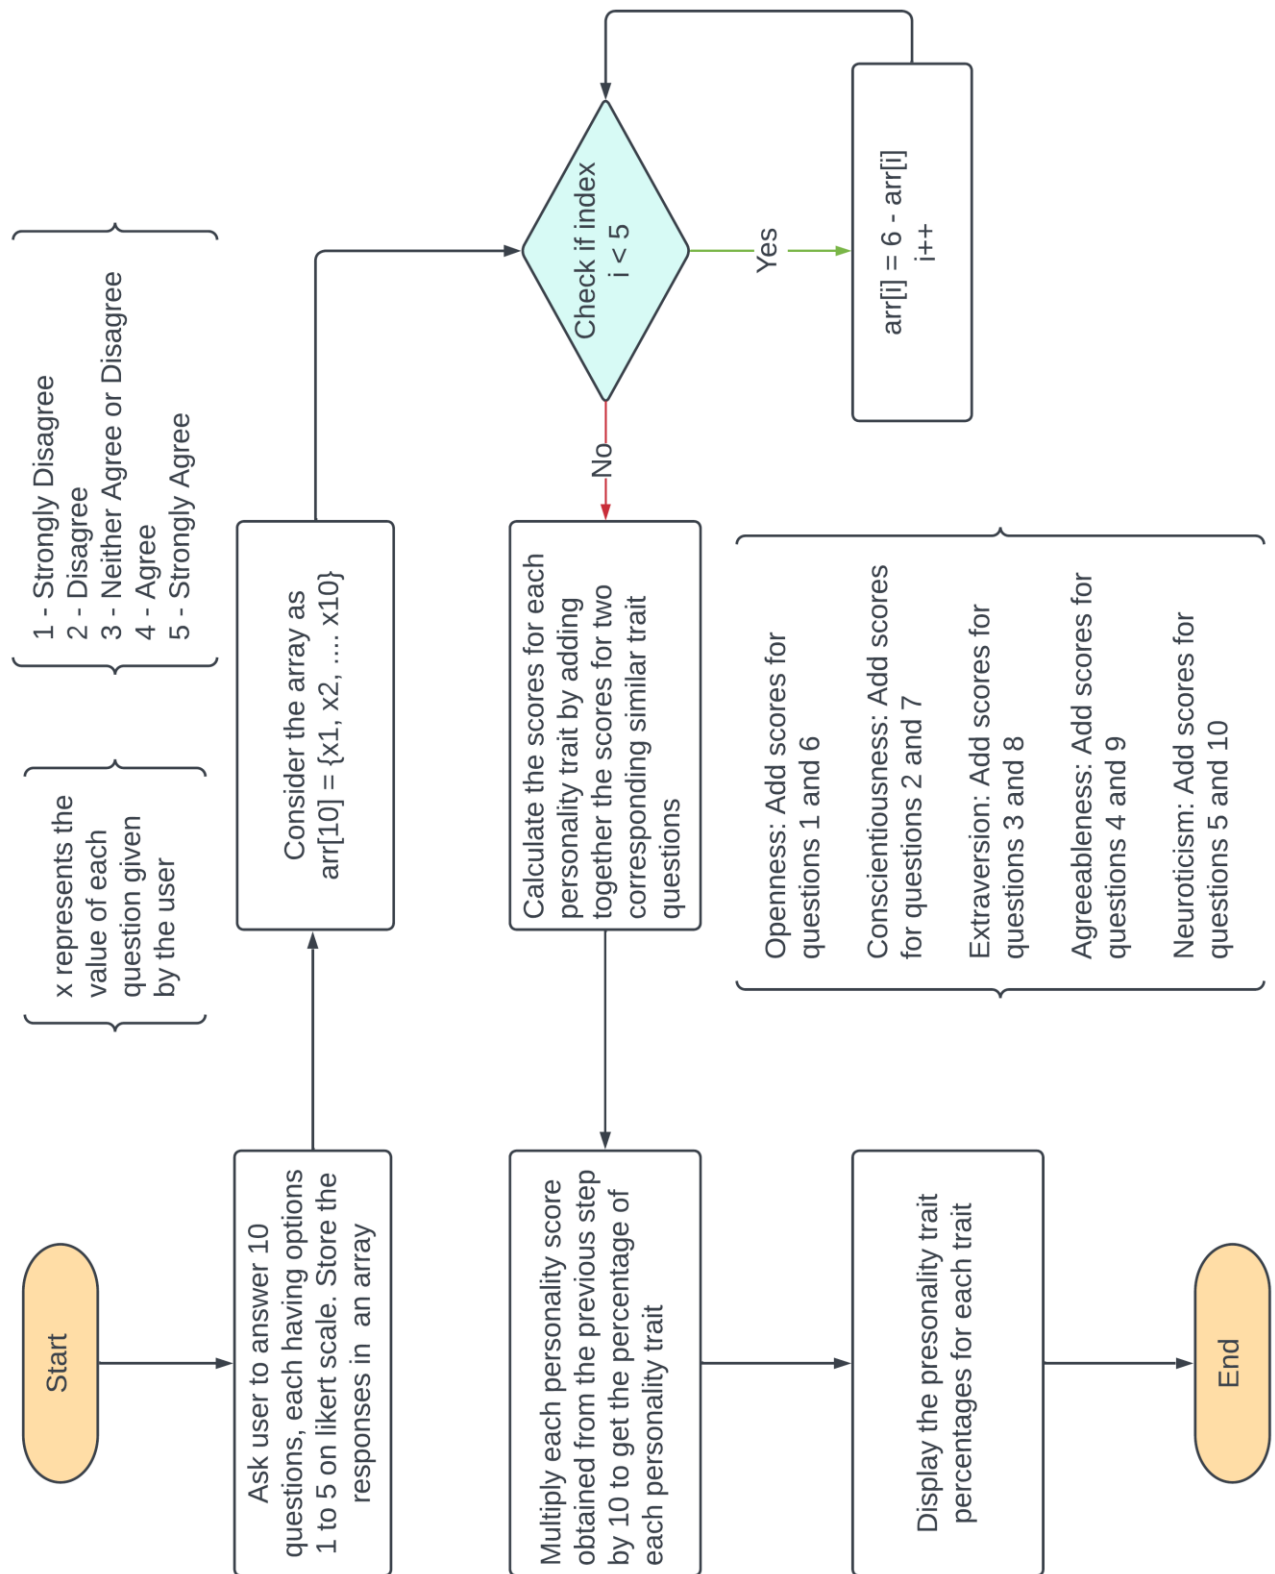 Start
Ask user to answer 10
questions, each having options
1 to 5 on likert scale. Store the
responses in  an array
x represents the
value of each
question given
by the user
1 - Strongly Disagree
2 - Disagree
3 - Neither Agree or Disagree
4 - Agree
5 - Strongly Agree
Consider the array as
arr[10] = {x1, x2, .... x10}
Check if index
i < 5
Yes
arr[i] = 6 - arr[i]
i++
No
Calculate the scores for each
personality trait by adding
together the scores for two
corresponding similar trait
questions
Openness: Add scores for
questions 1 and 6
Conscientiousness: Add scores
for questions 2 and 7
Extraversion: Add scores for
questions 3 and 8
Agreeableness: Add scores for
questions 4 and 9
Neuroticism: Add scores for
questions 5 and 10
Multiply each personality score
obtained from the previous step
by 10 to get the percentage of
each personality trait
Display the presonality trait
percentages for each trait
End